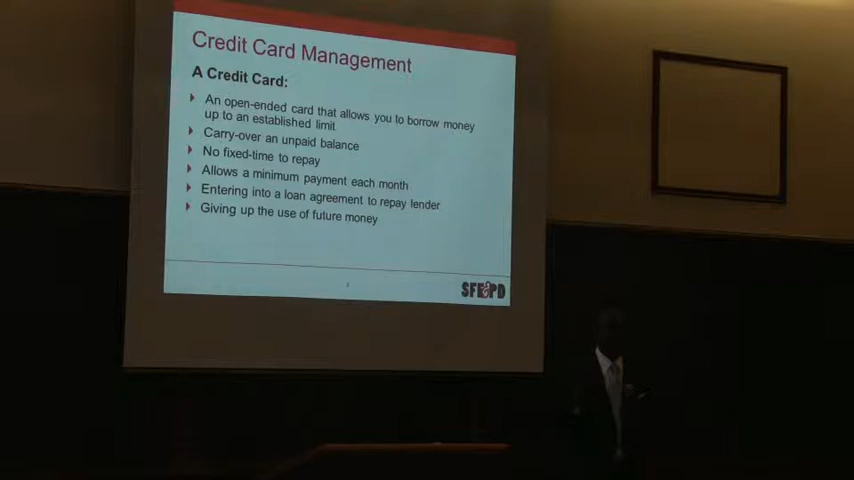 Credit Card Management
A Credit Card:
An open-ended card that allows you to borrow money
up to an established limit
Carry-over an unpaid balance
No fixed-time to repay
Allows a minimum payment each month
Entering into a loan agreement to repay lender
Giving up the use of future money
SFE&PD